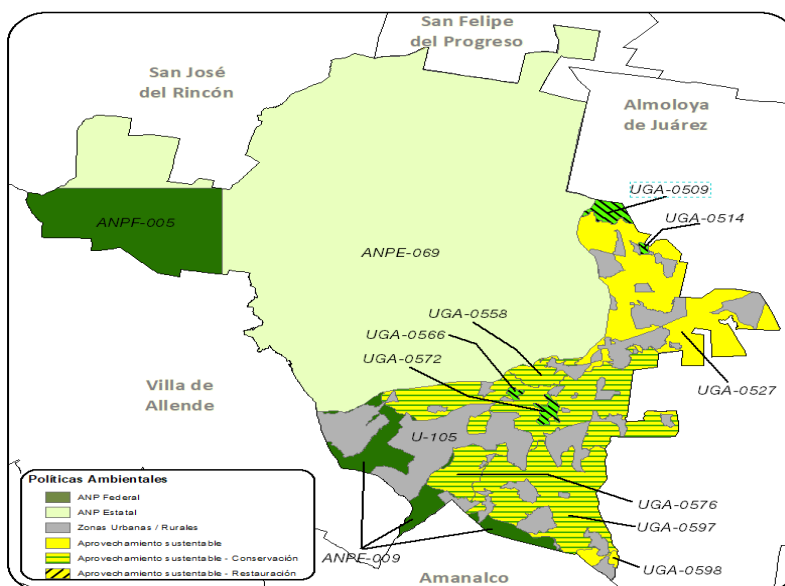 San Felipe
del Progreso
San José
del Rincón
Almoloya
de Juárez
UGA-0509
UGA-0514
ANPF-005
ANPE-069
UGA-0558
UGA-0566
UGA-0572
UGA-0527
Villa de
Allende
U-105
UGA-0576
UGA-0597
UGA-0598
ANPE-009
Amanalco
Políticas Ambientales
ANP Federal
ANP Estatal
Zonas Urbanas / Rurales
Aprovechamiento sustentable
Aprovechamiento sustentable - Conservación
Aprovechamiento sustentable - Restauración